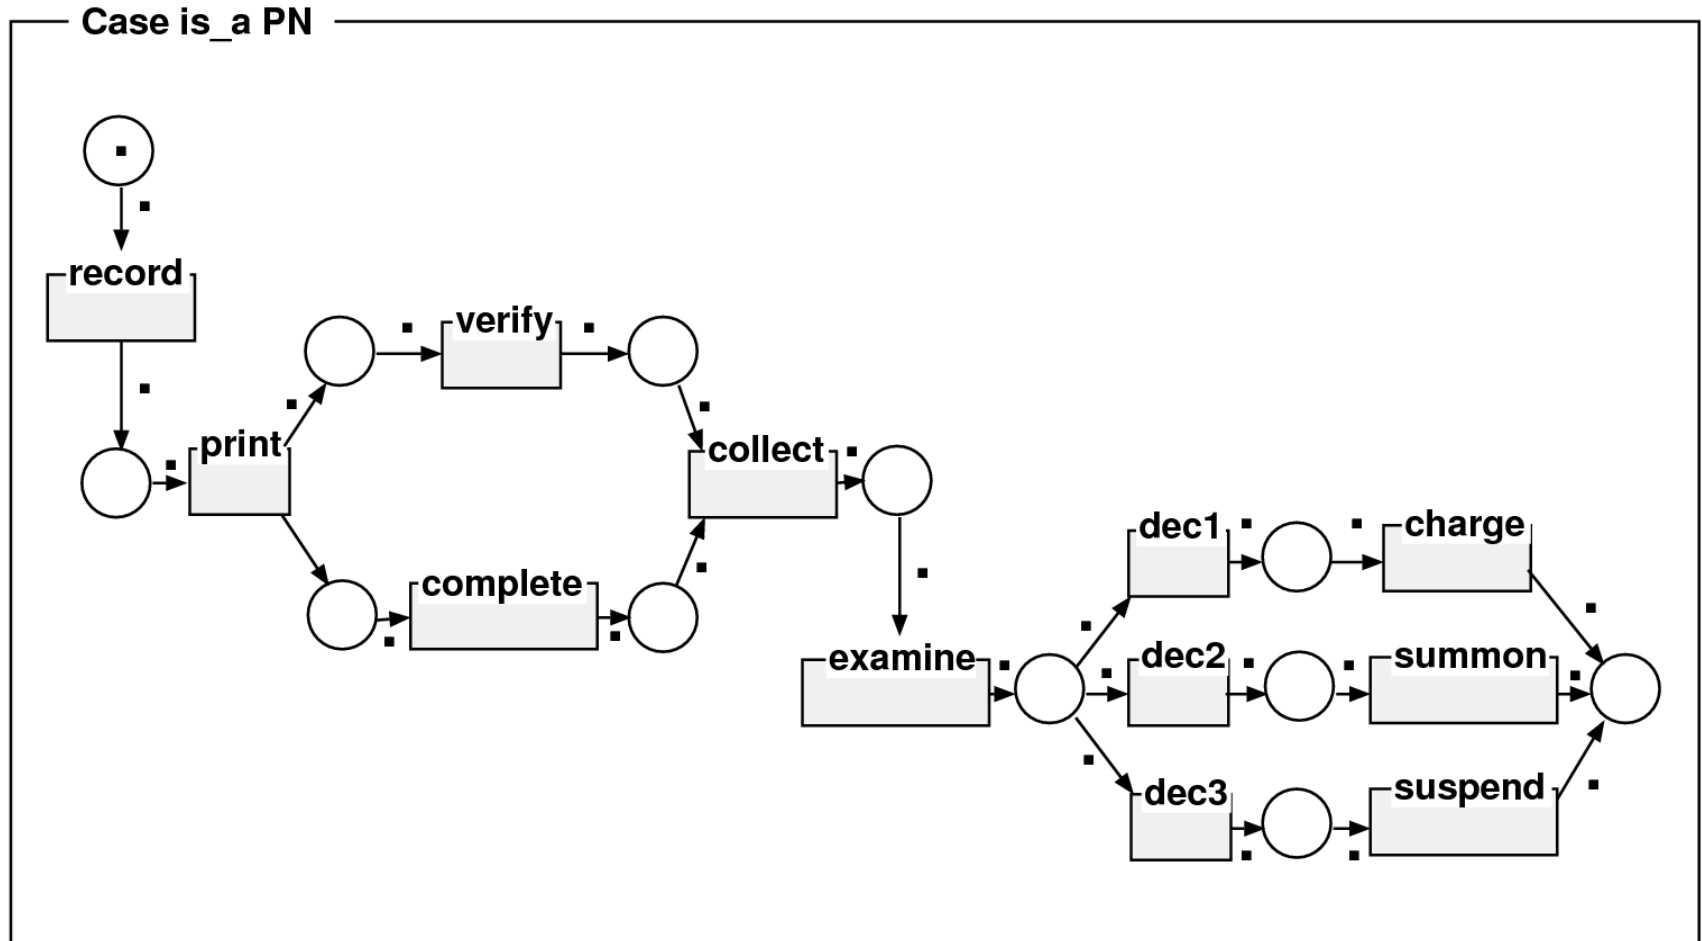 Case is_a PN
record
verify
print
collect
complete
dec1
charge
examine
dec2
summon
dec3
suspend